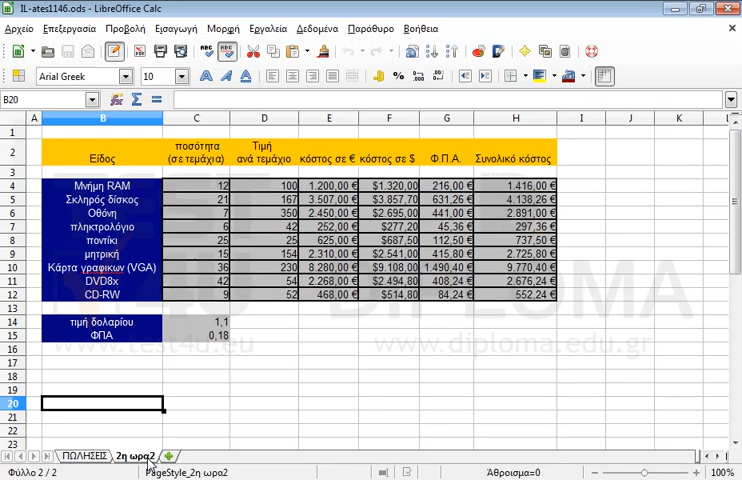 IL-ates1146.ods - LibreOffice Calc
Αρχείο Επεξεργασία Προβολή Εισαγωγή Μορφή Εργαλεία Δεδομένα Παράθυρο Βοήθεια
Arial Greek 10
B20
A B C D E F G H I J K L
1
2 Είδος ποσότητα (σε τεμάχια) Τιμή ανά τεμάχιο κόστος σε € κόστος σε $ Φ.Π.Α. Συνολικό κόστος
3
4 Μνήμη RAM 12 100 1.200,00 € $1.320,00 216,00 € 1.416,00 €
5 Σκληρός δίσκος 21 167 3.507,00 € $3.857,70 631,26 € 4.138,26 €
6 Οθόνη 7 350 2.450,00 € $2.695,00 441,00 € 2.891,00 €
7 πληκτρολόγιο 6 42 252,00 € $277,20 45,36 € 297,36 €
8 ποντίκι 25 25 625,00 € $687,50 112,50 € 737,50 €
9 μητρική 15 154 2.310,00 € $2.541,00 415,80 € 2.725,80 €
10 Κάρτα γραφικων (VGA) 36 230 8.280,00 € $9.108,00 1.490,40 € 9.770,40 €
11 DVD8x 42 54 2.268,00 € $2.494,80 408,24 € 2.676,24 €
12 CD-RW 9 52 468,00 € $514,80 84,24 € 552,24 €
13
14 τιμή δολαρίου 1,1
15 ΦΠΑ 0,18
www.test4u.eu www.diploma.edu.gr
16
17
18
19
20
21
22
23
ΠΩΛΗΣΕΙΣ 2η ωρα2
Φύλλο 2 / 2 PageStyle_2η ωρα2 Άθροισμα=0 100%